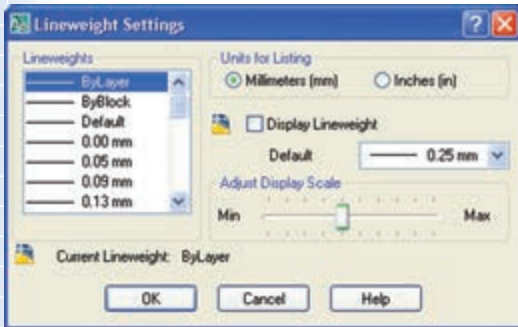 Lineweight Settings
Lineweights
ByLayer
ByBlock
Default
0.00 mm
0.05 mm
0.09 mm
0.13 mm
Units for Listing
Millimeters (mm)
Inches (in)
Display Lineweight
Default
0.25 mm
Adjust Display Scale
Min
Max
Current Lineweight: ByLayer
OK
Cancel
Help